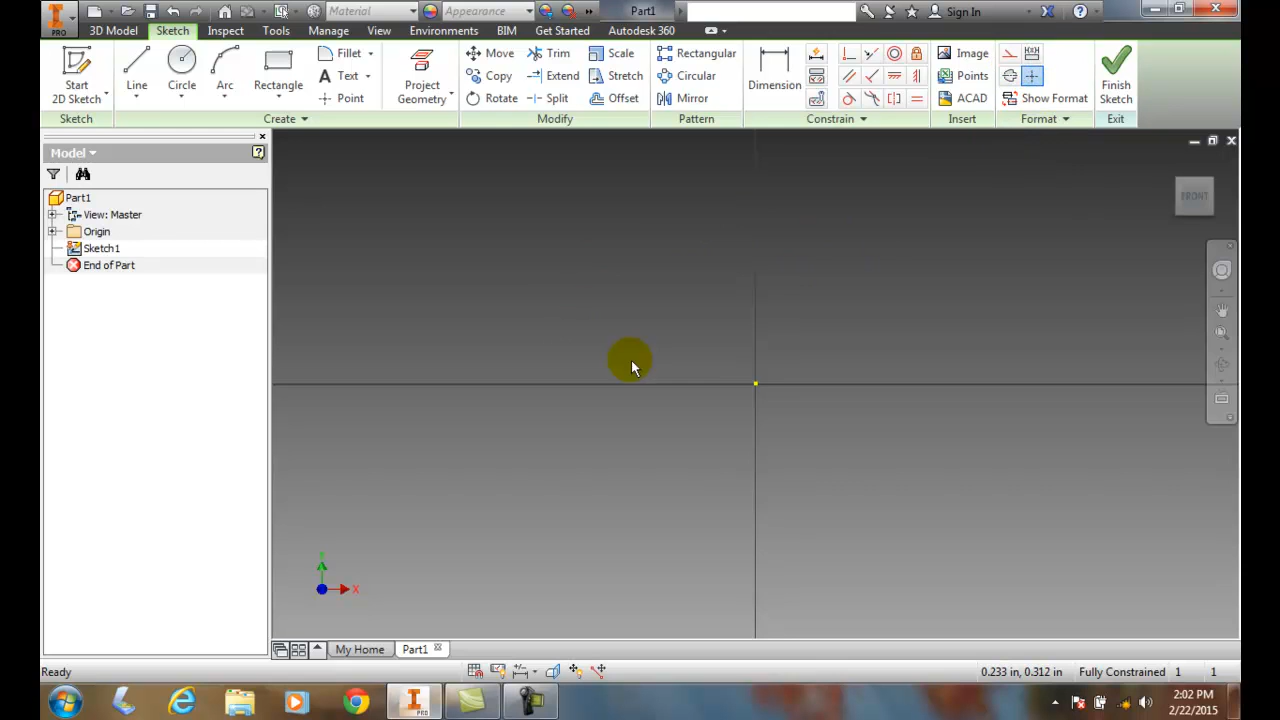 PRO
Material
Appearance
Part1
Sign In
3D Model
Sketch
Inspect
Tools
Manage
View
Environments
BIM
Get Started
Autodesk 360
Start
2D Sketch
Line
Circle
Arc
Rectangle
Fillet
Text
Point
Project
Geometry
Move
Copy
Rotate
Trim
Extend
Split
Scale
Stretch
Offset
Rectangular
Circular
Mirror
Dimension
Image
Points
ACAD
Show Format
Finish
Sketch
Sketch
Create
Modify
Pattern
Constrain
Insert
Format
Exit
Model
Part1
View: Master
Origin
Sketch1
End of Part
FRONT
X
My Home
Part1
Ready
0.233 in, 0.312 in
Fully Constrained
1
1
PRO
2:02 PM
2/22/2015